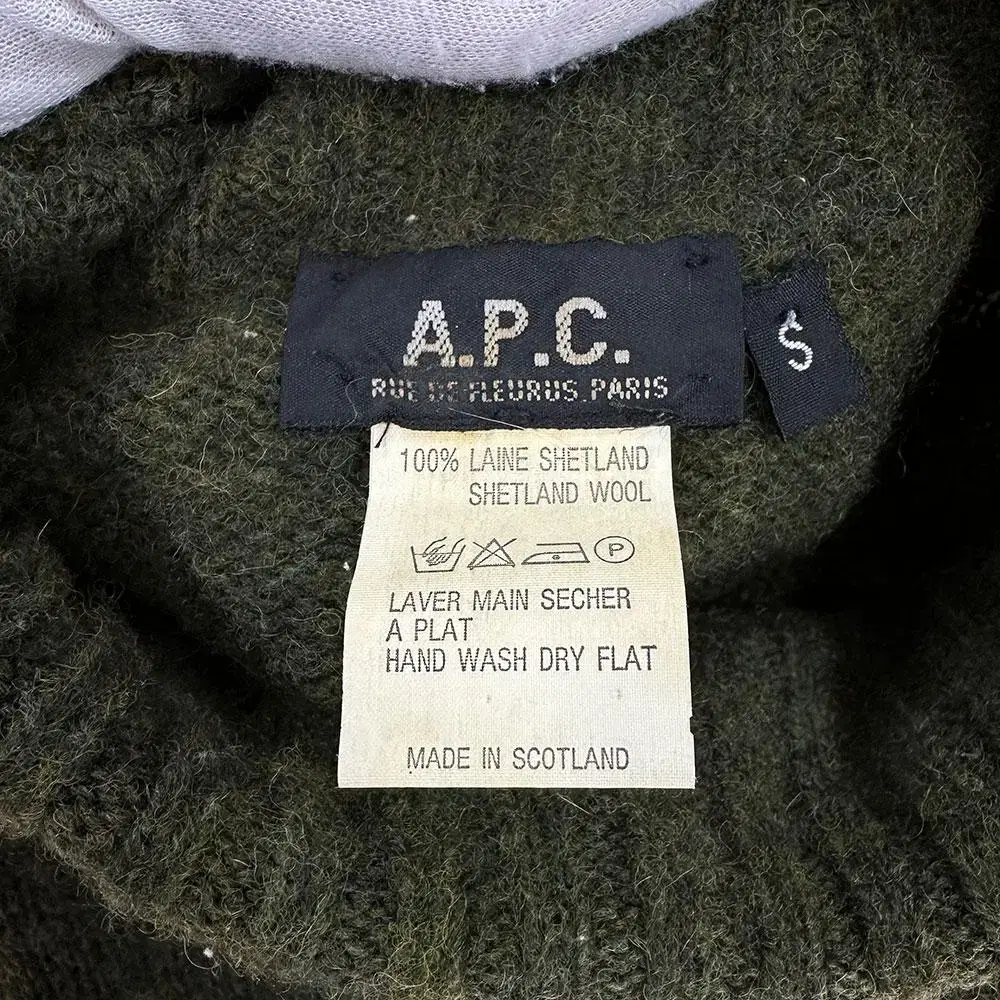 A.P.C.
RUE DE FLEURUS. PARIS
S
100% LAINE SHETLAND
SHETLAND WOOL
P
LAVER MAIN SECHER
A PLAT
HAND WASH DRY FLAT
MADE IN SCOTLAND